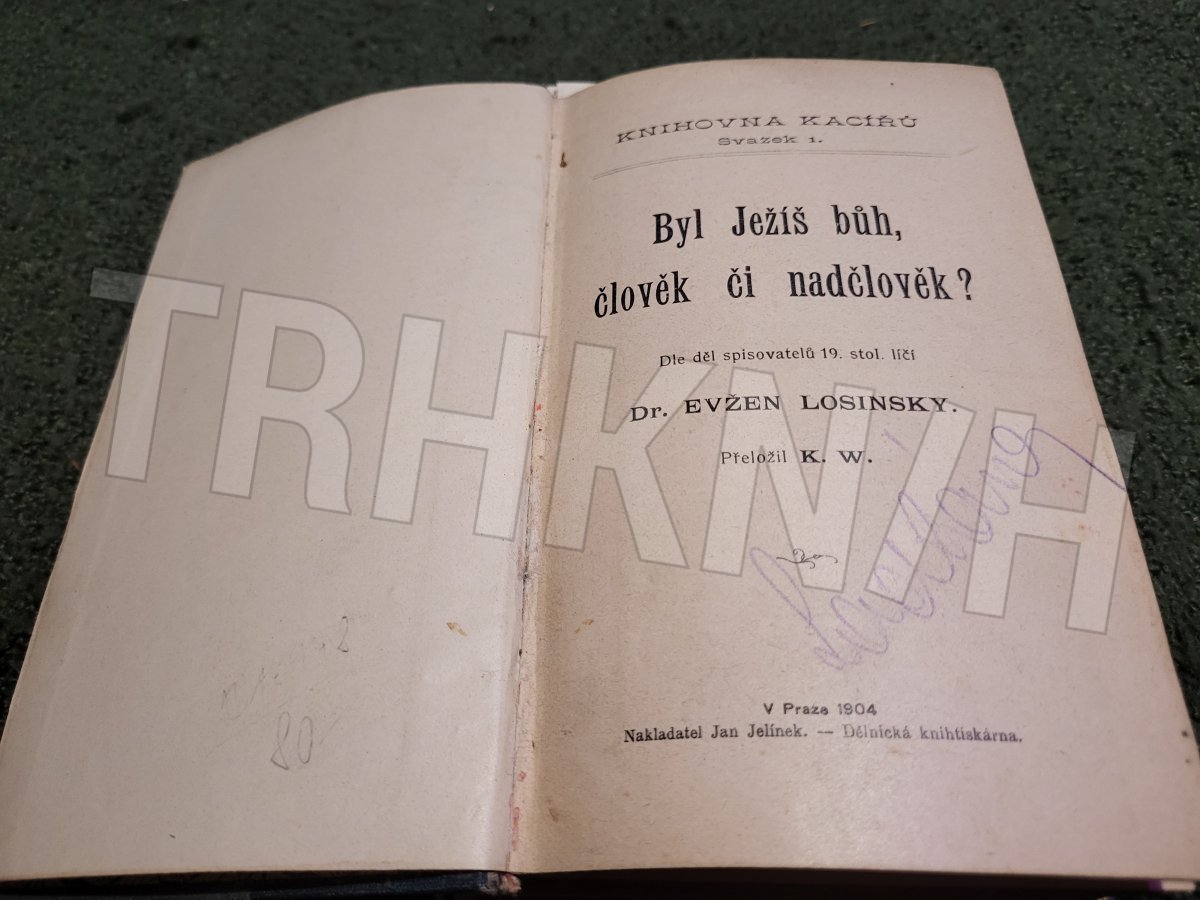 KNIHOVNA KACÍŘŮ
Svazek 1.
Byl Ježíš bůh,
člověk či nadčlověk?
Dle děl spisovatelů 19. stol. líčí
Dr. EVŽEN LOSINSKY.
Přeložil K. W.
V Praze 1904
Nakladatel Jan Jelínek. — Dělnická knihtiskárna.
80
TRHKNIH